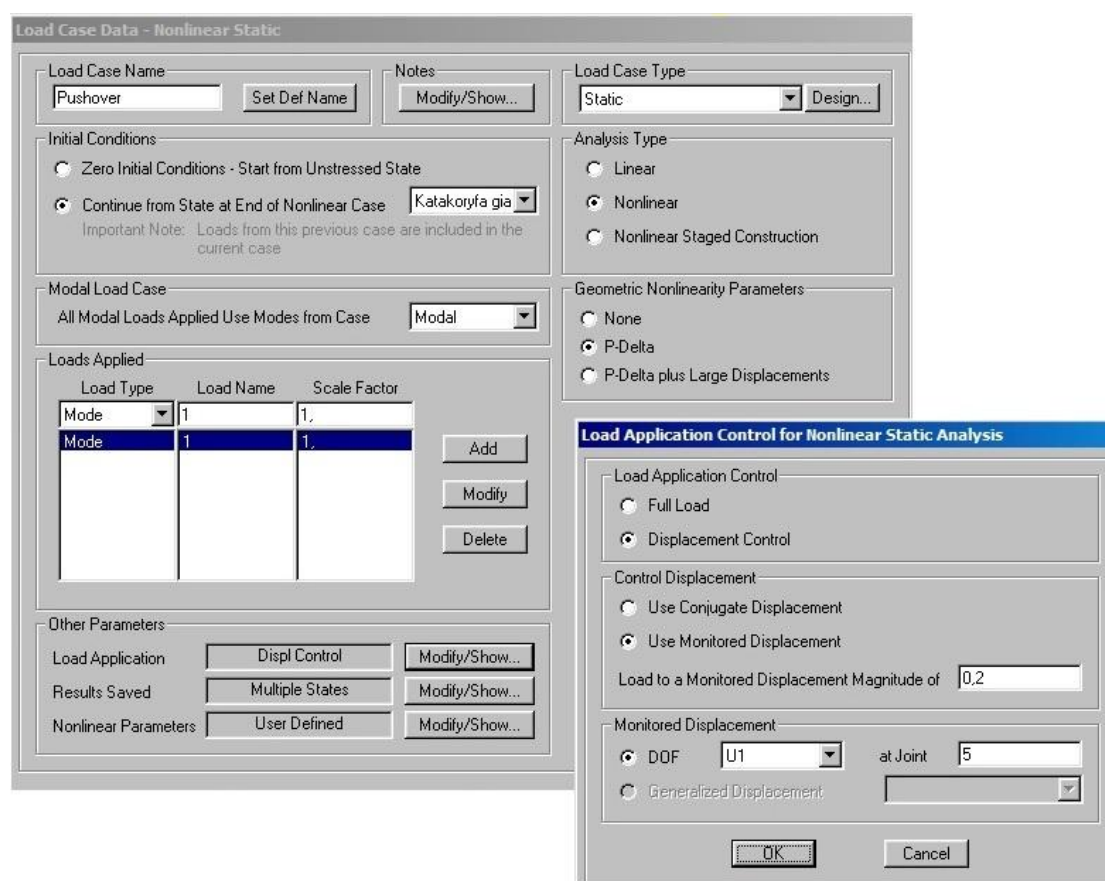 Load Case Data - Nonlinear Static
Load Case Name
Pushover
Set Def Name
Notes
Modify/Show...
Load Case Type
Static
Design...
Initial Conditions
Zero Initial Conditions - Start from Unstressed State
Continue from State at End of Nonlinear Case
Katakoryfa gia
Important Note: Loads from this previous case are included in the
current case
Analysis Type
Linear
Nonlinear
Nonlinear Staged Construction
Modal Load Case
All Modal Loads Applied Use Modes from Case
Modal
Geometric Nonlinearity Parameters
None
P-Delta
P-Delta plus Large Displacements
Loads Applied
Load Type Load Name Scale Factor
Mode 1 1,
Mode 1 1,
Add
Modify
Delete
Other Parameters
Load Application Displ Control Modify/Show...
Results Saved Multiple States Modify/Show...
Nonlinear Parameters User Defined Modify/Show...
Load Application Control for Nonlinear Static Analysis
Load Application Control
Full Load
Displacement Control
Control Displacement
Use Conjugate Displacement
Use Monitored Displacement
Load to a Monitored Displacement Magnitude of 0,2
Monitored Displacement
DOF U1 at Joint 5
Generalized Displacement
OK Cancel